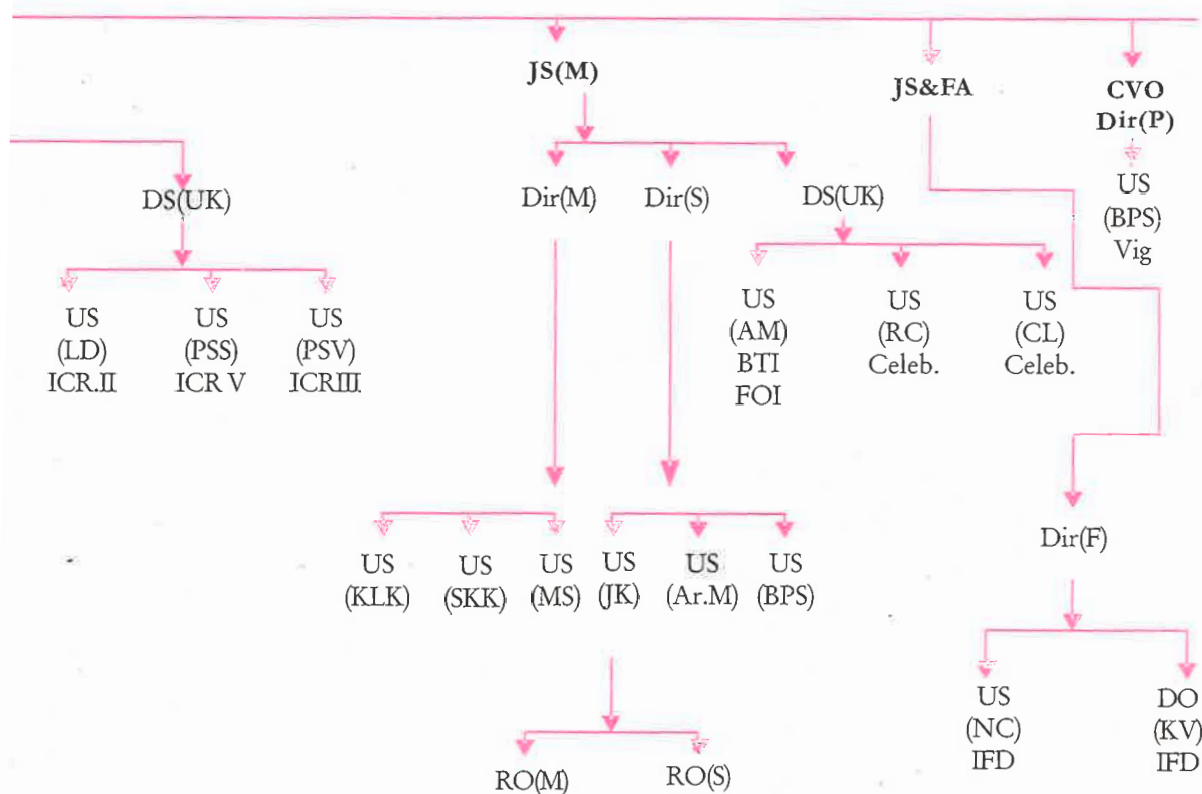 JS(M)
JS&FA
CVO
Dir(P)
DS(UK)
Dir(M)
Dir(S)
DS(UK)
US
(BPS)
Vig
US
(LD)
ICR.II
US
(PSS)
ICR V
US
(PSV)
ICRIII
US
(AM)
BTI
FOI
US
(RC)
Celeb.
US
(CL)
Celeb.
Dir(F)
US
(KLK)
US
(SKK)
US
(MS)
US
(JK)
US
(Ar.M)
US
(BPS)
US
(NC)
IFD
DO
(KV)
IFD
RO(M)
RO(S)